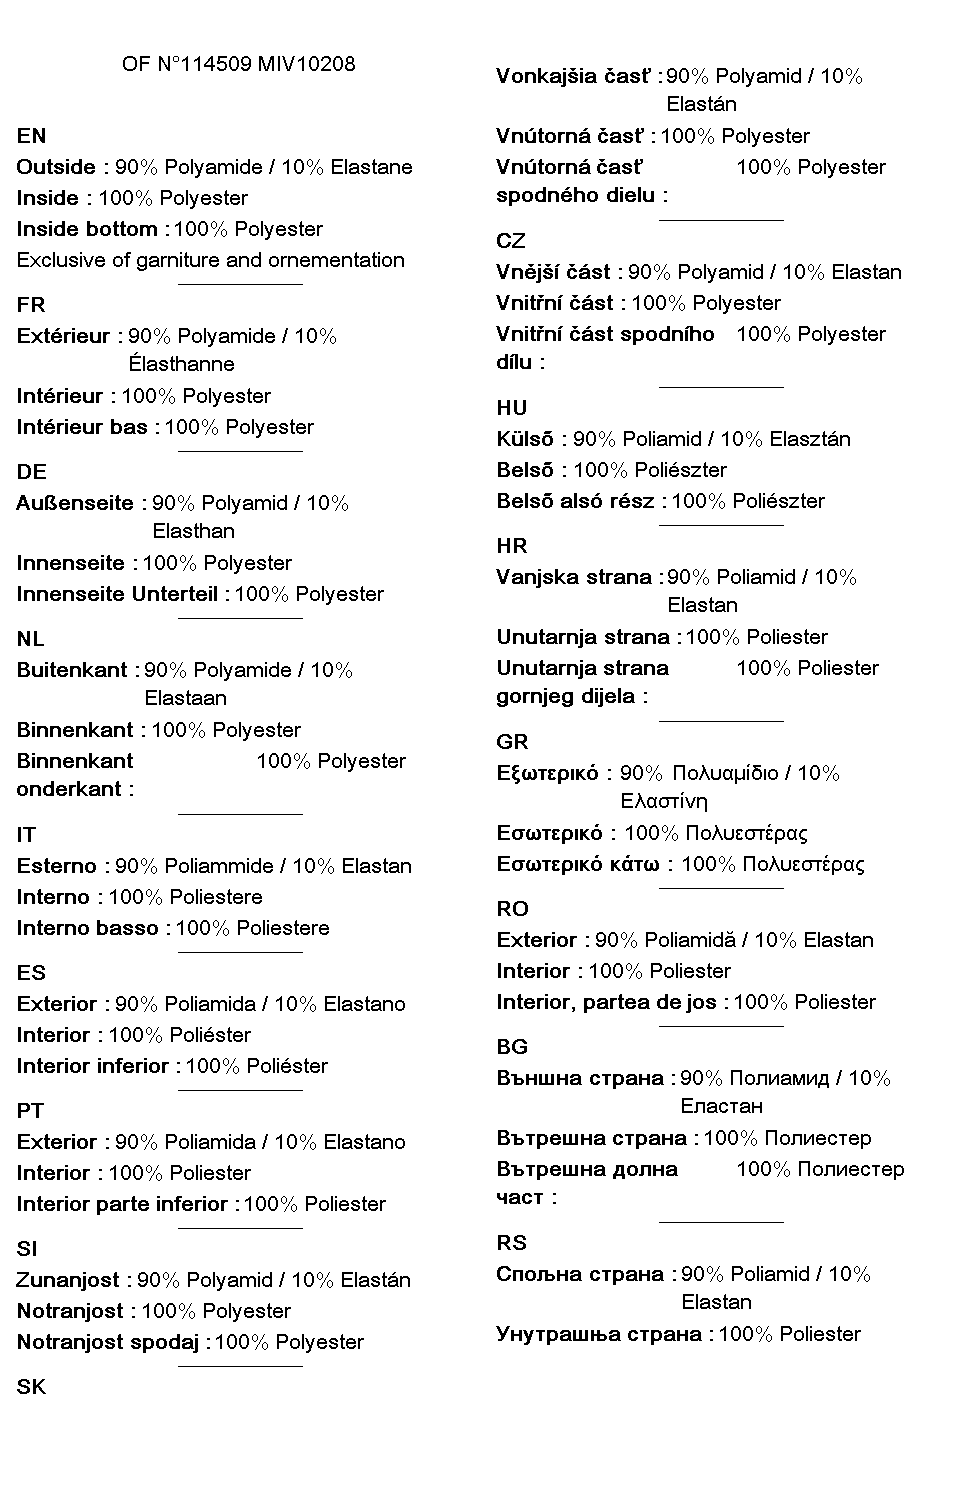 OF N°114509 MIV10208
EN
Outside : 90% Polyamide / 10% Elastane
Inside : 100% Polyester
Inside bottom : 100% Polyester
Exclusive of garniture and ornementation
FR
Extérieur : 90% Polyamide / 10%
Élasthanne
Intérieur : 100% Polyester
Intérieur bas : 100% Polyester
DE
Außenseite : 90% Polyamid / 10%
Elasthan
Innenseite : 100% Polyester
Innenseite Unterteil : 100% Polyester
NL
Buitenkant : 90% Polyamide / 10%
Elastaan
Binnenkant : 100% Polyester
Binnenkant 100% Polyester
onderkant :
IT
Esterno : 90% Poliammide / 10% Elastan
Interno : 100% Poliestere
Interno basso : 100% Poliestere
ES
Exterior : 90% Poliamida / 10% Elastano
Interior : 100% Poliéster
Interior inferior : 100% Poliéster
PT
Exterior : 90% Poliamida / 10% Elastano
Interior : 100% Poliester
Interior parte inferior : 100% Poliester
SI
Zunanjost : 90% Polyamid / 10% Elastán
Notranjost : 100% Polyester
Notranjost spodaj : 100% Polyester
SK
Vonkajšia časť : 90% Polyamid / 10%
Elastán
Vnútorná časť : 100% Polyester
Vnútorná časť 100% Polyester
spodného dielu :
CZ
Vnější část : 90% Polyamid / 10% Elastan
Vnitřní část : 100% Polyester
Vnitřní část spodního 100% Polyester
dílu :
HU
Külső : 90% Poliamid / 10% Elasztán
Belső : 100% Poliészter
Belső alsó rész : 100% Poliészter
HR
Vanjska strana : 90% Poliamid / 10%
Elastan
Unutarnja strana : 100% Poliester
Unutarnja strana 100% Poliester
gornjeg dijela :
GR
Εξωτερικό : 90% Πολυαμίδιο / 10%
Ελαστίνη
Εσωτερικό : 100% Πολυεστέρας
Εσωτερικό κάτω : 100% Πολυεστέρας
RO
Exterior : 90% Poliamidă / 10% Elastan
Interior : 100% Poliester
Interior, partea de jos : 100% Poliester
BG
Външна страна : 90% Полиамид / 10%
Еластан
Вътрешна страна : 100% Полиестер
Вътрешна долна 100% Полиестер
част :
RS
Спољна страна : 90% Poliamid / 10%
Elastan
Унутрашња страна : 100% Poliester